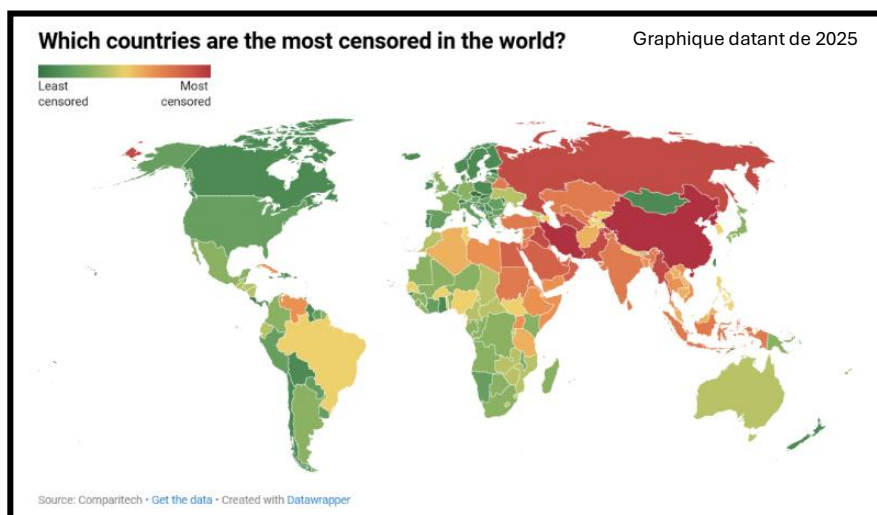 Which countries are the most censored in the world?
Graphique datant de 2025
Least censored
Most censored
Source: Comparitech • Get the data • Created with Datawrapper